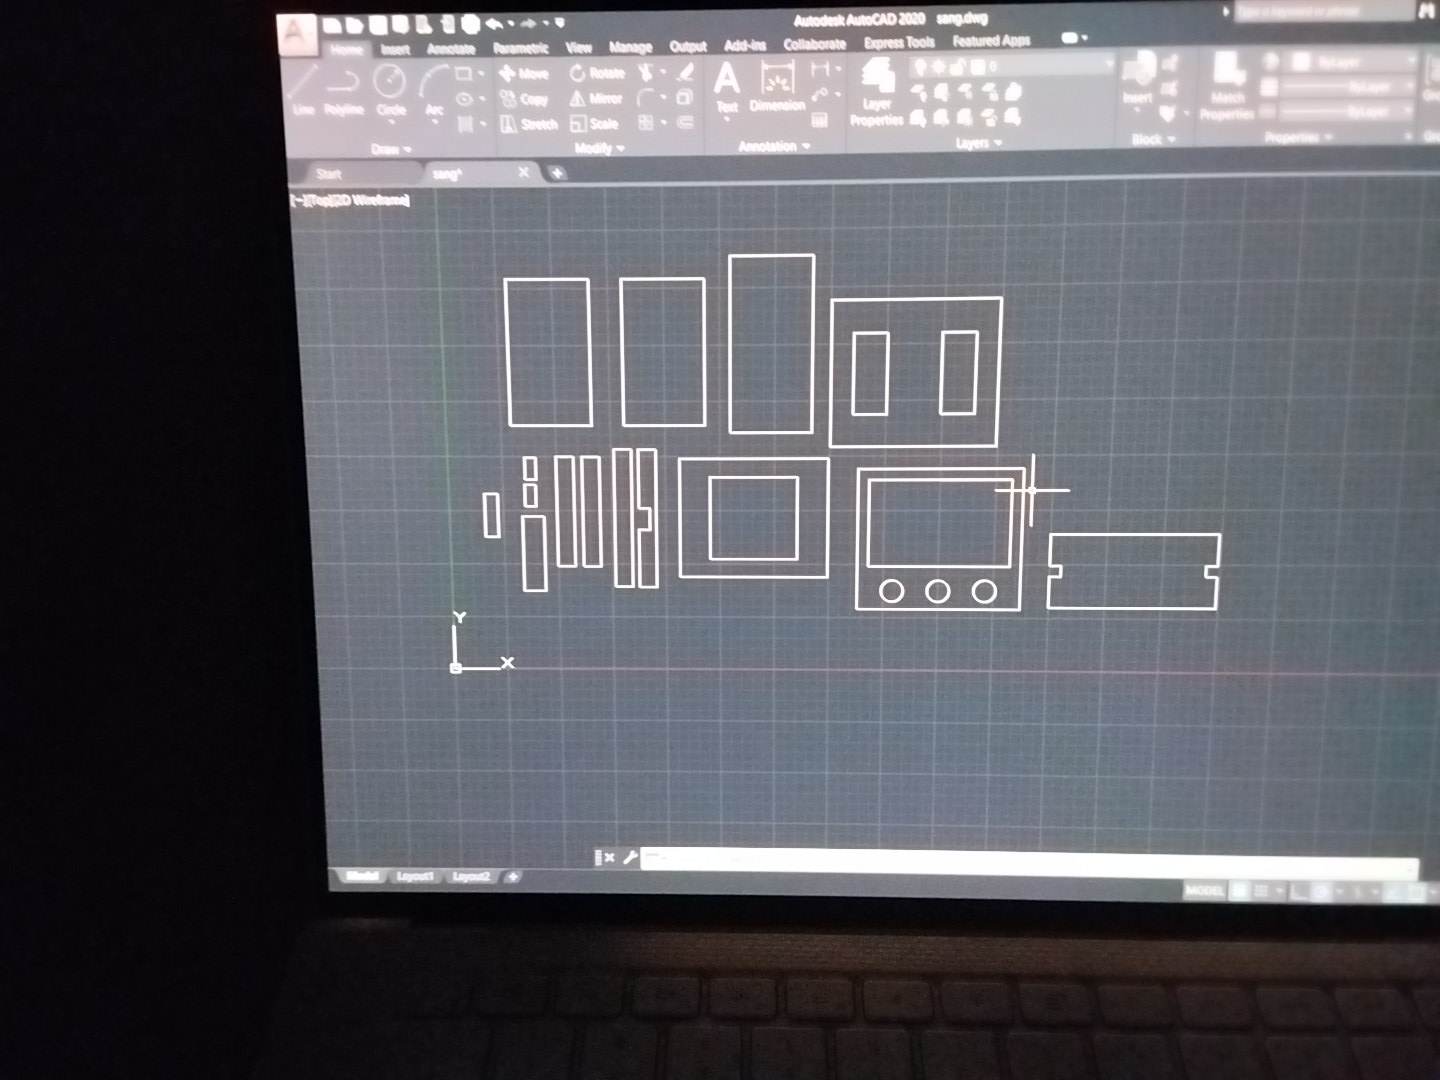 Autodesk AutoCAD 2020 sang.dwg
Home Insert Annotate Parametric View Manage Output Add-ins Collaborate Express Tools Featured Apps
Move Rotate
Line Polyline Circle Arc Copy Mirror Text Dimension Layer Properties Insert Match Properties
Stretch Scale
ByLayer
ByLayer
ByLayer
Draw Modify Annotation Layers Block Properties
Start sang*
[-][Top][2D Wireframe]
Y
X
Model Layout1 Layout2 MODEL